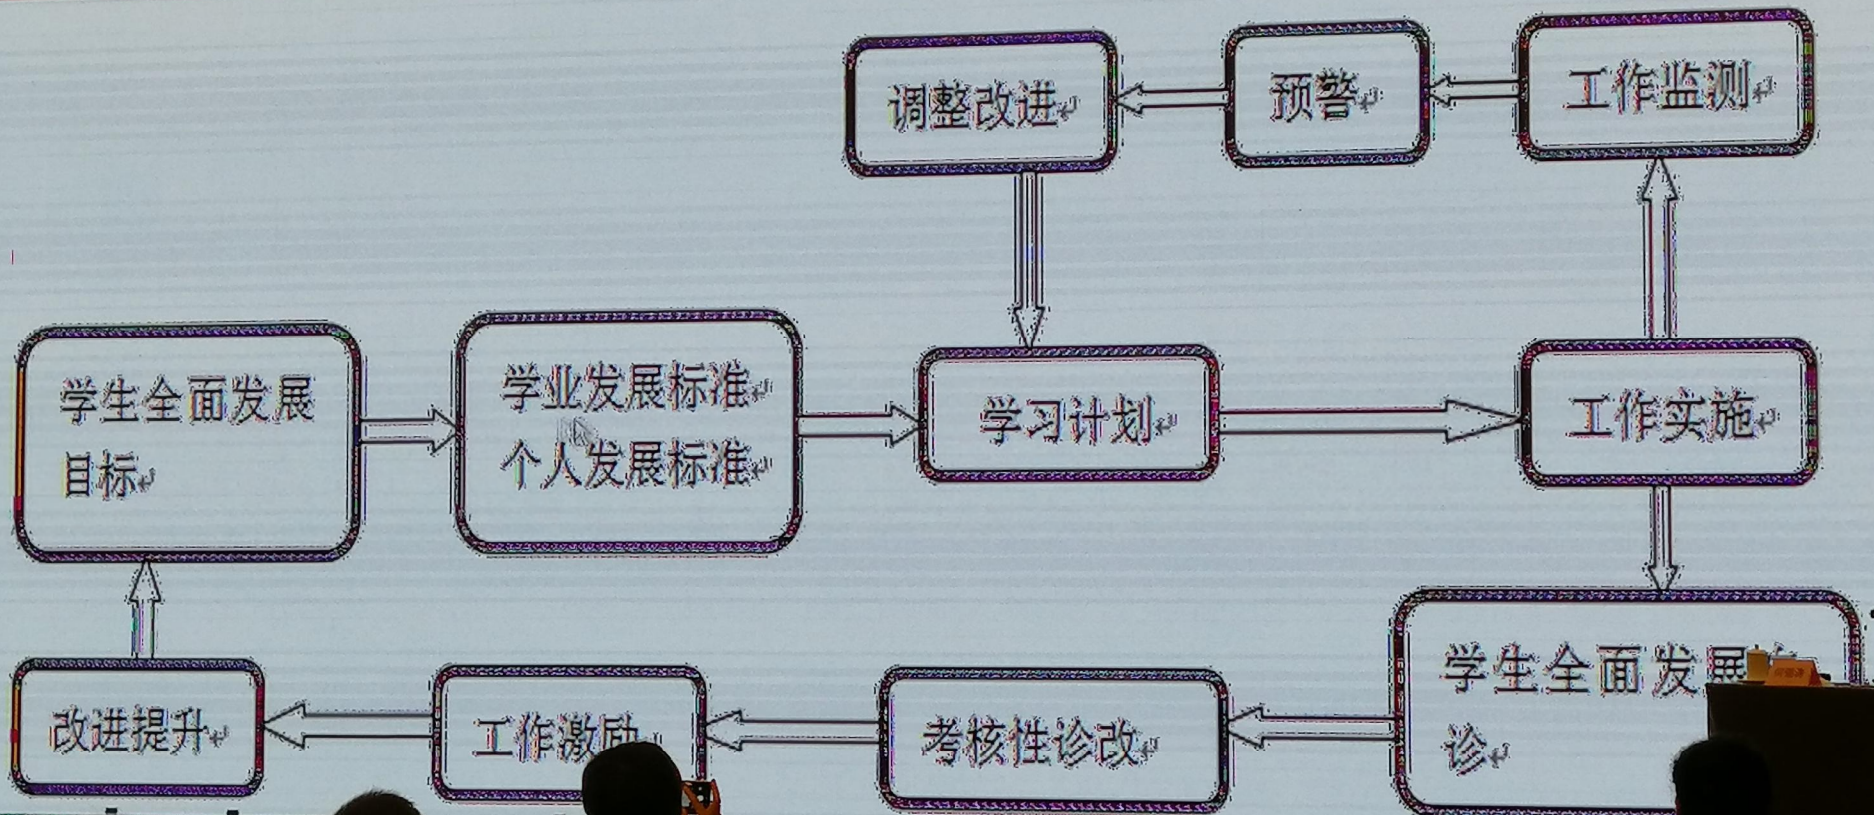 调整改进
预警
工作监测
学生全面发展
目标
学业发展标准
个人发展标准
学习计划
工作实施
改进提升
工作激励
考核性诊改
学生全面发展
诊